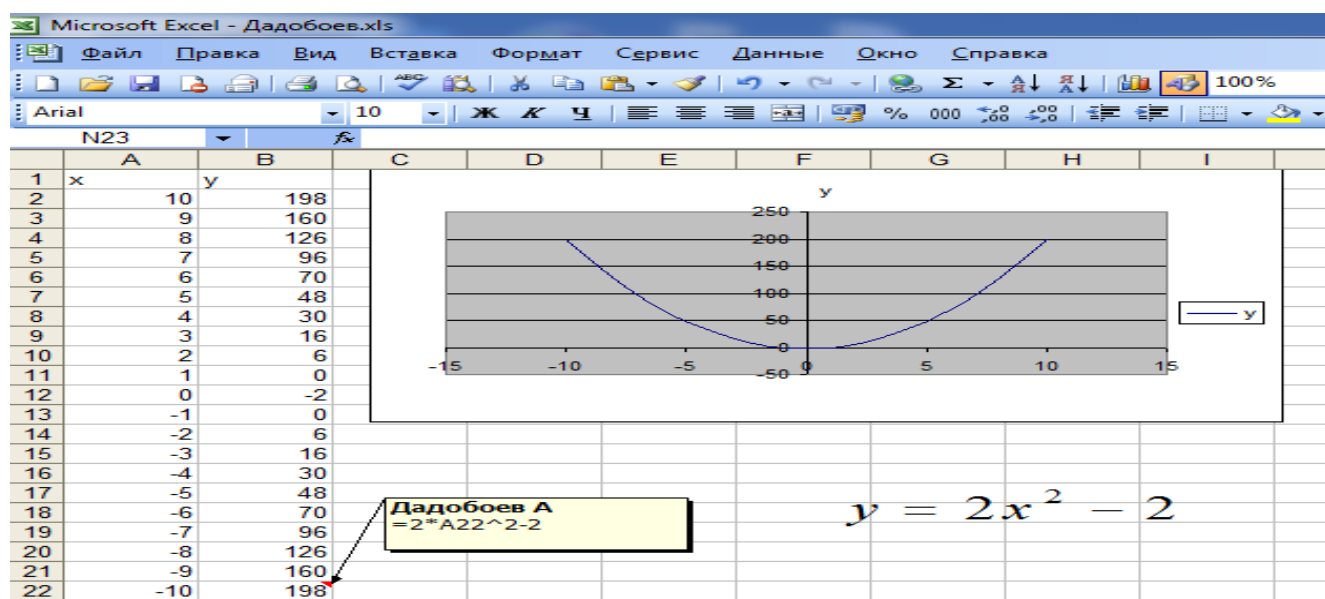 Microsoft Excel - Дадобоев.xls
Файл Правка Вид Вставка Формат Сервис Данные Окно Справка
100%
Arial 10 Ж К Ч % 000
N23 fx
A B C D E F G H I
1 x y
2 10 198
3 9 160
4 8 126
5 7 96
6 6 70
7 5 48
8 4 30
9 3 16
10 2 6
11 1 0
12 0 -2
13 -1 0
14 -2 6
15 -3 16
16 -4 30
17 -5 48
18 -6 70
19 -7 96
20 -8 126
21 -9 160
22 -10 198
y
250
200
150
100
50
0
-50
-15 -10 -5 0 5 10 15
y
Дадобоев А
=2*A22^2-2
y = 2x² − 2